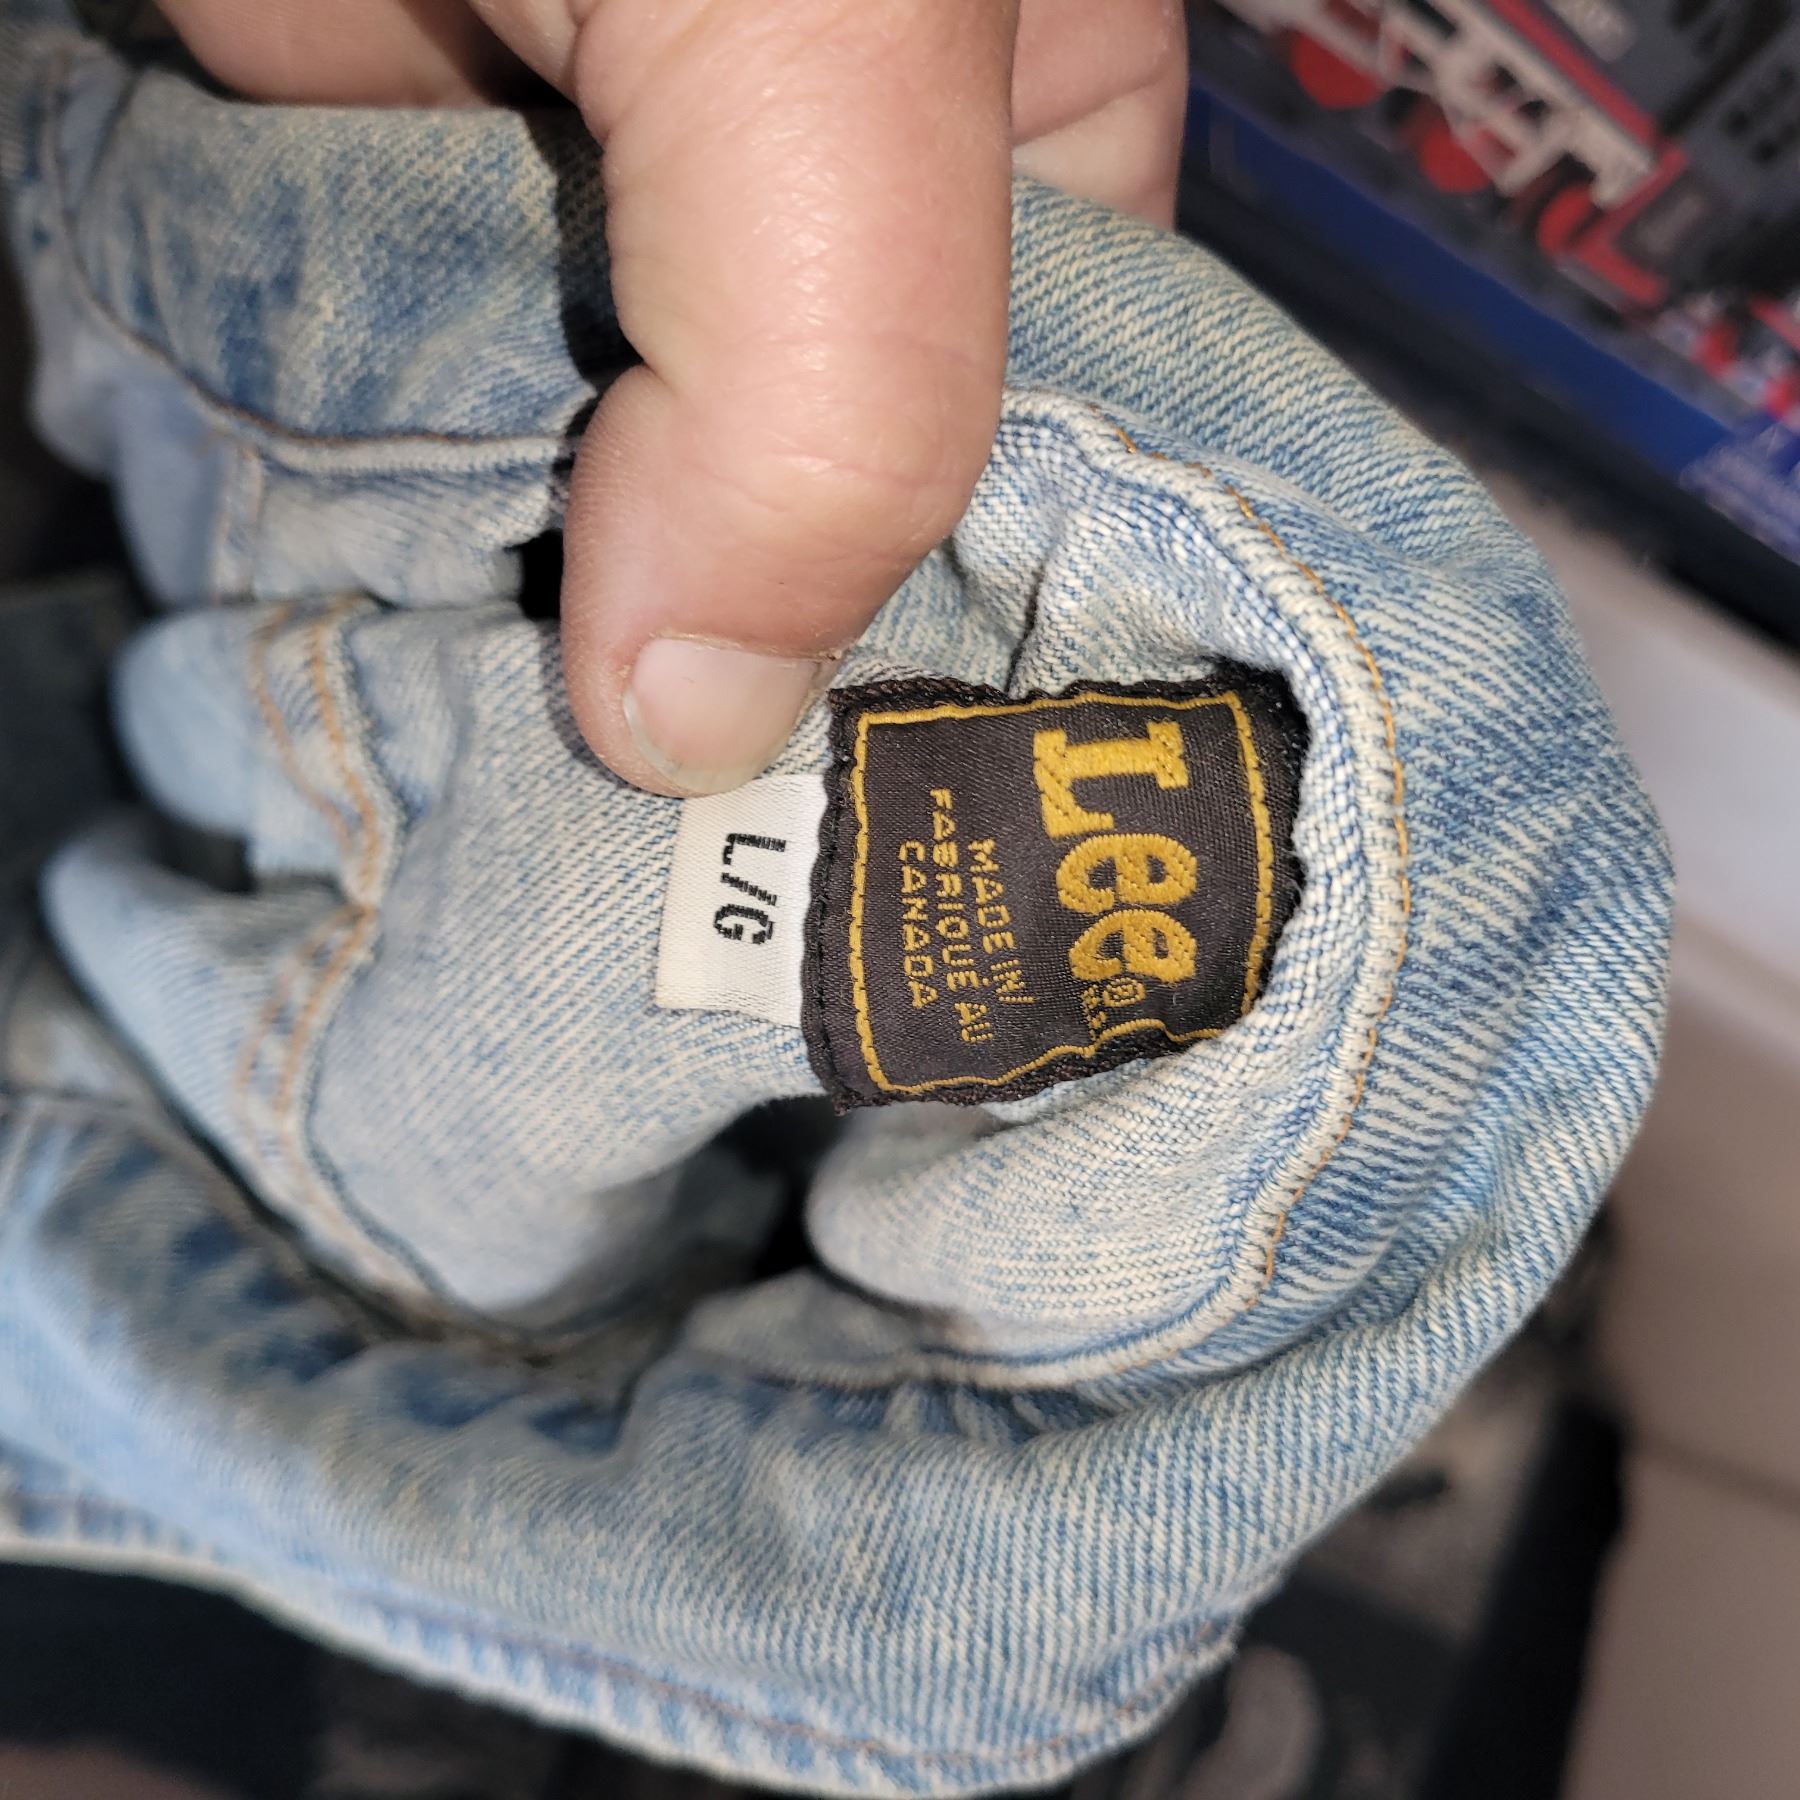 Lee®
MADE IN/
FABRIQUÉ AU
CANADA
L/G